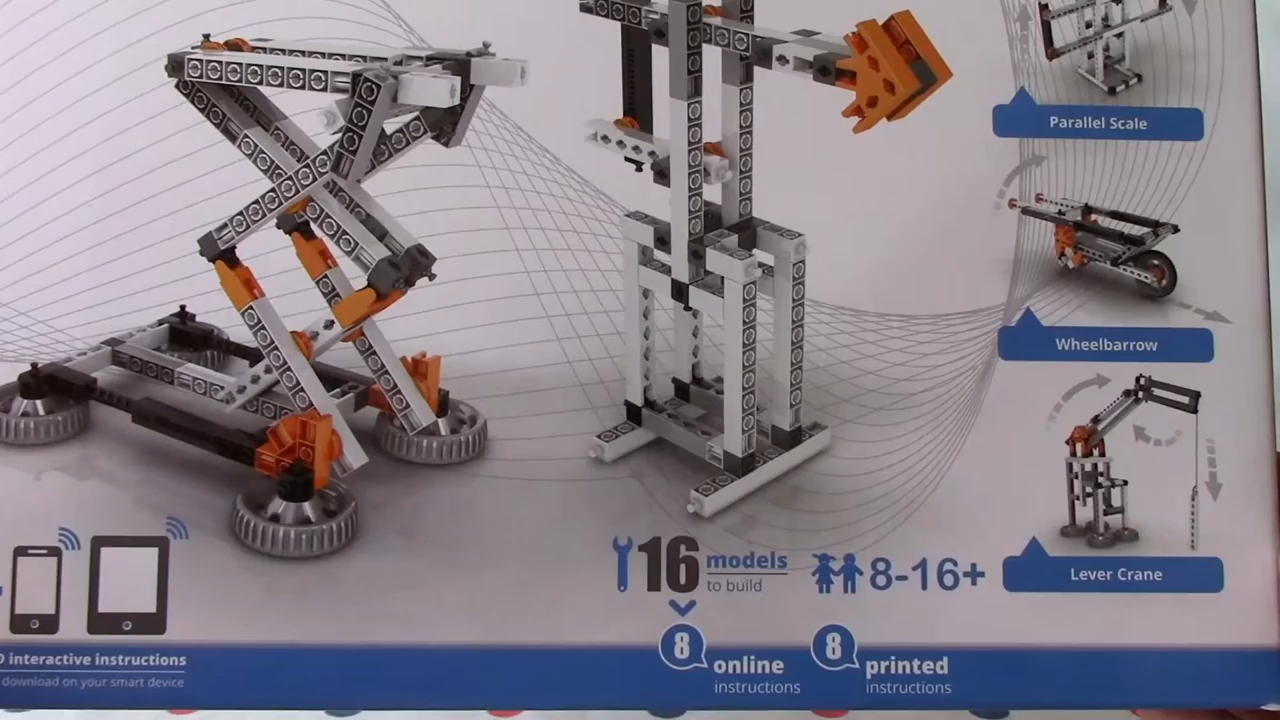 Parallel Scale
Wheelbarrow
Lever Crane
16 models
to build
8-16+
8 online
instructions
8 printed
instructions
interactive instructions
download on your smart device